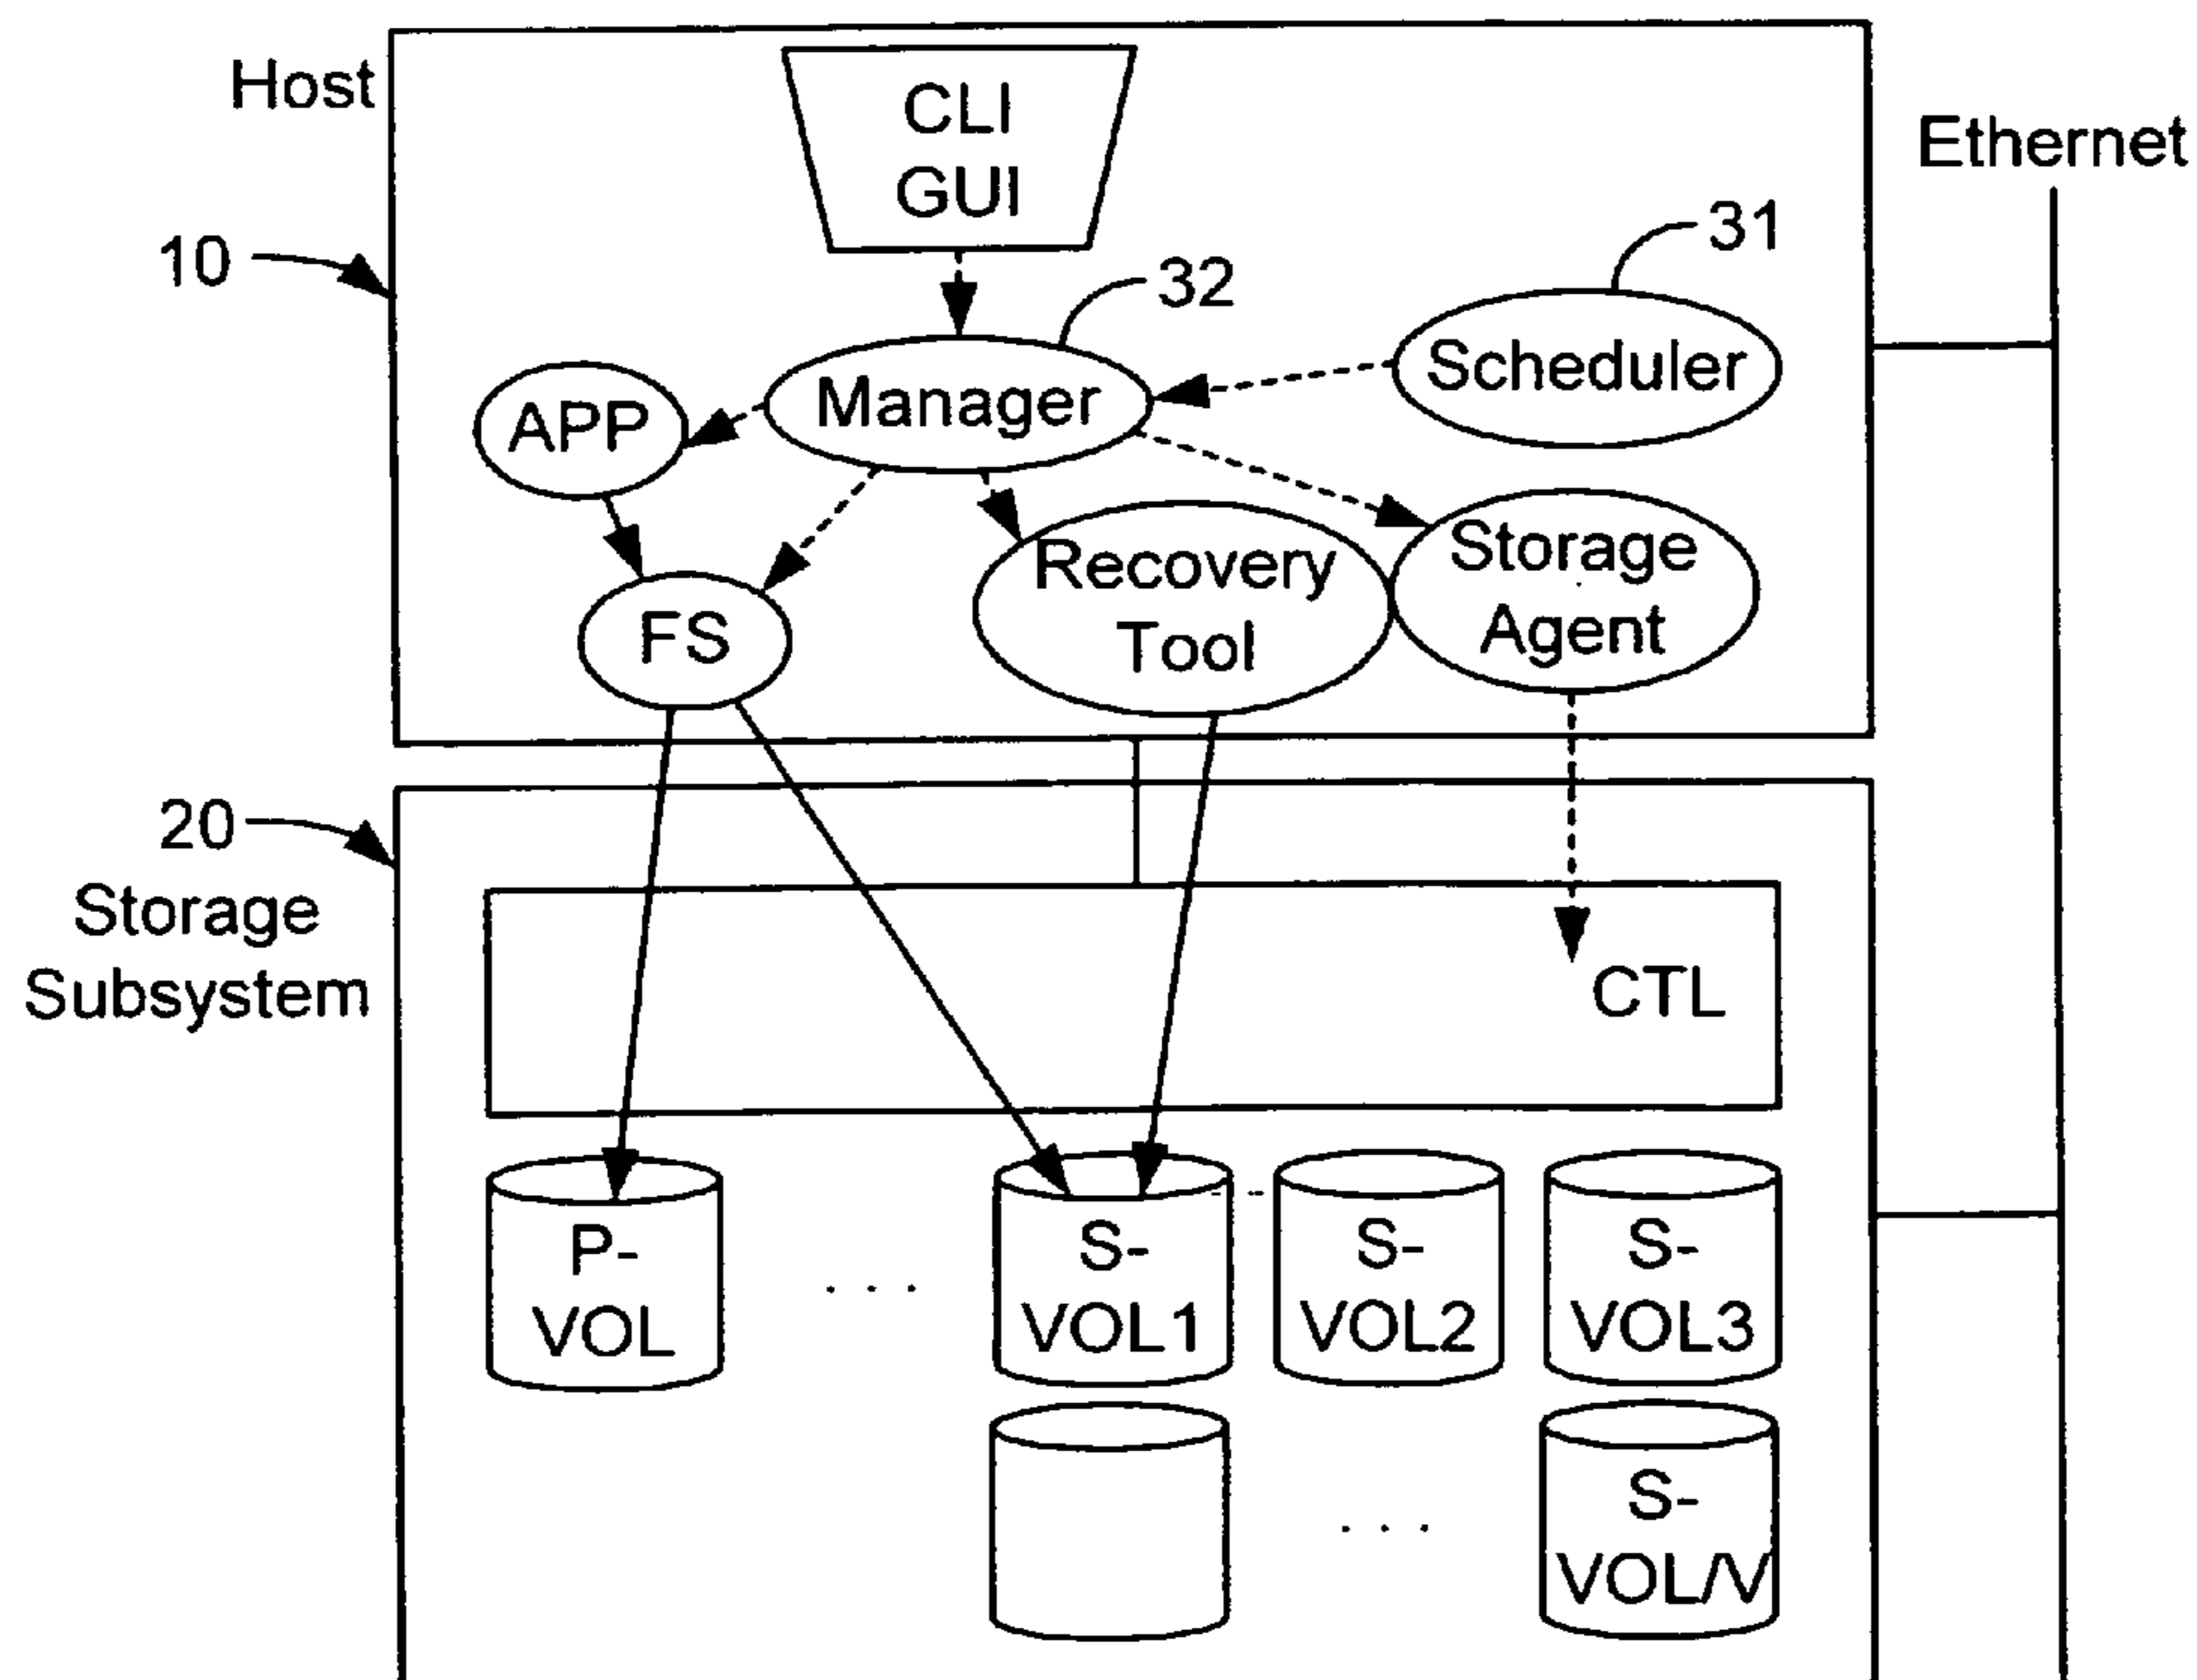 Host
CLI
GUI
Ethernet
10
32
31
APP
Manager
Scheduler
FS
Recovery
Tool
Storage
Agent
20
Storage
Subsystem
CTL
P-
VOL
. . .
S-
VOL1
S-
VOL2
S-
VOL3
. . .
S-
VOL/V